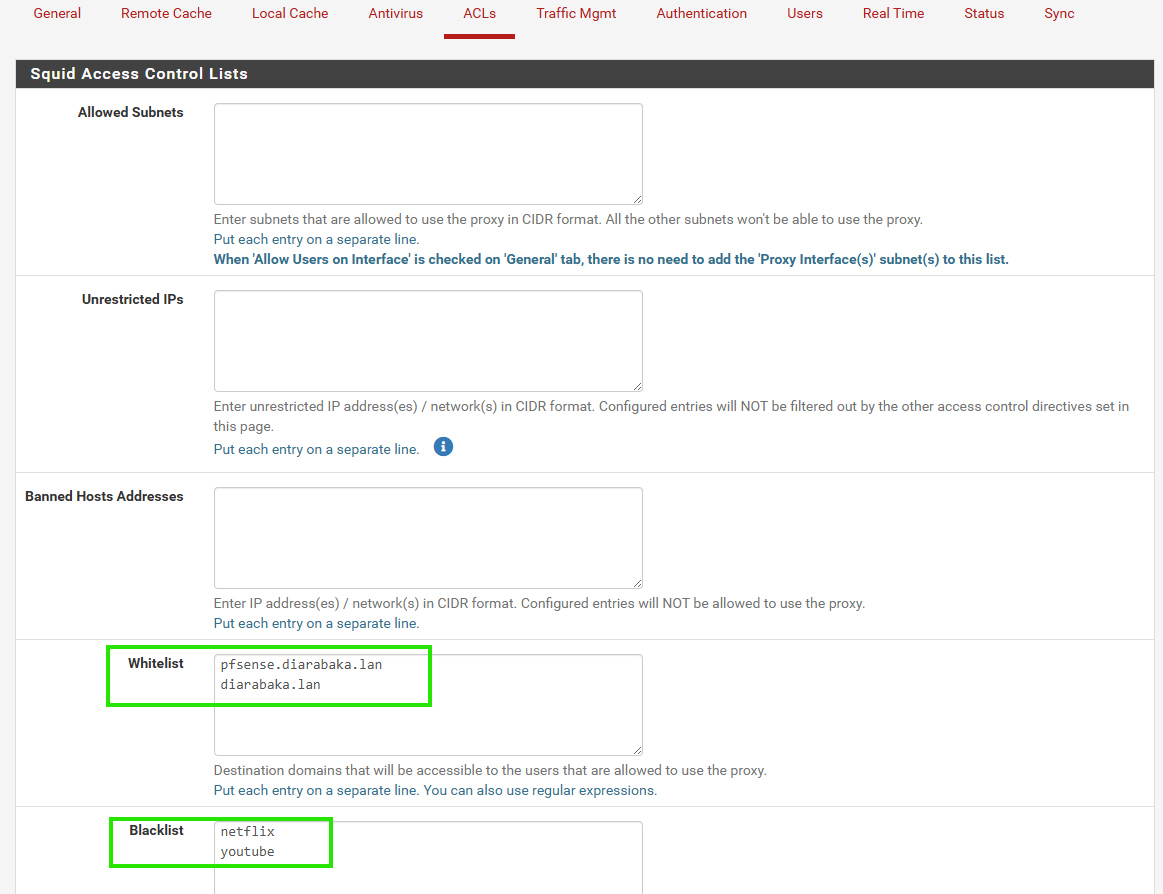 General Remote Cache Local Cache Antivirus ACLs Traffic Mgmt Authentication Users Real Time Status Sync
Squid Access Control Lists
Allowed Subnets
Enter subnets that are allowed to use the proxy in CIDR format. All the other subnets won't be able to use the proxy.
Put each entry on a separate line.
When 'Allow Users on Interface' is checked on 'General' tab, there is no need to add the 'Proxy Interface(s)' subnet(s) to this list.
Unrestricted IPs
Enter unrestricted IP address(es) / network(s) in CIDR format. Configured entries will NOT be filtered out by the other access control directives set in
this page.
Put each entry on a separate line.
Banned Hosts Addresses
Enter IP address(es) / network(s) in CIDR format. Configured entries will NOT be allowed to use the proxy.
Put each entry on a separate line.
Whitelist
pfsense.diarabaka.lan
diarabaka.lan
Destination domains that will be accessible to the users that are allowed to use the proxy.
Put each entry on a separate line. You can also use regular expressions.
Blacklist
netflix
youtube